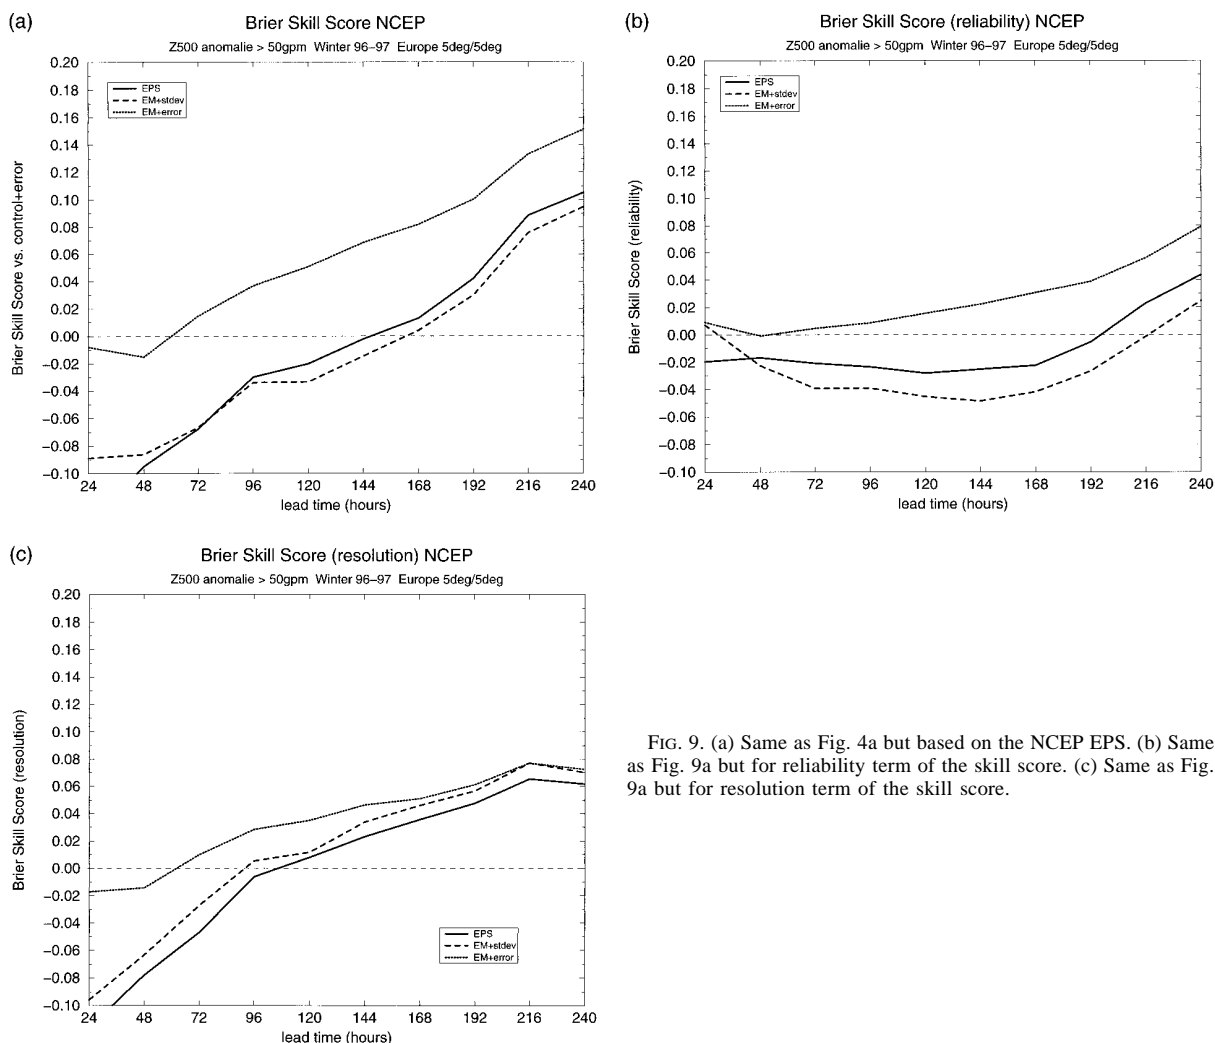 (a)
Brier Skill Score NCEP
Z500 anomalie > 50gpm Winter 96–97 Europe 5deg/5deg
0.20
0.18
0.16
0.14
0.12
0.10
0.08
0.06
0.04
0.02
0.00
−0.02
−0.04
−0.06
−0.08
−0.10
Brier Skill Score vs. control+error
EPS
EM+stdev
EM+error
24 48 72 96 120 144 168 192 216 240
lead time (hours)
(b)
Brier Skill Score (reliability) NCEP
Z500 anomalie > 50gpm Winter 96–97 Europe 5deg/5deg
0.20
0.18
0.16
0.14
0.12
0.10
0.08
0.06
0.04
0.02
0.00
−0.02
−0.04
−0.06
−0.08
−0.10
Brier Skill Score (reliability)
EPS
EM+stdev
EM+error
24 48 72 96 120 144 168 192 216 240
lead time (hours)
(c)
Brier Skill Score (resolution) NCEP
Z500 anomalie > 50gpm Winter 96–97 Europe 5deg/5deg
0.20
0.18
0.16
0.14
0.12
0.10
0.08
0.06
0.04
0.02
0.00
−0.02
−0.04
−0.06
−0.08
−0.10
Brier Skill Score (resolution)
EPS
EM+stdev
EM+error
24 48 72 96 120 144 168 192 216 240
lead time (hours)
FIG. 9. (a) Same as Fig. 4a but based on the NCEP EPS. (b) Same
as Fig. 9a but for reliability term of the skill score. (c) Same as Fig.
9a but for resolution term of the skill score.